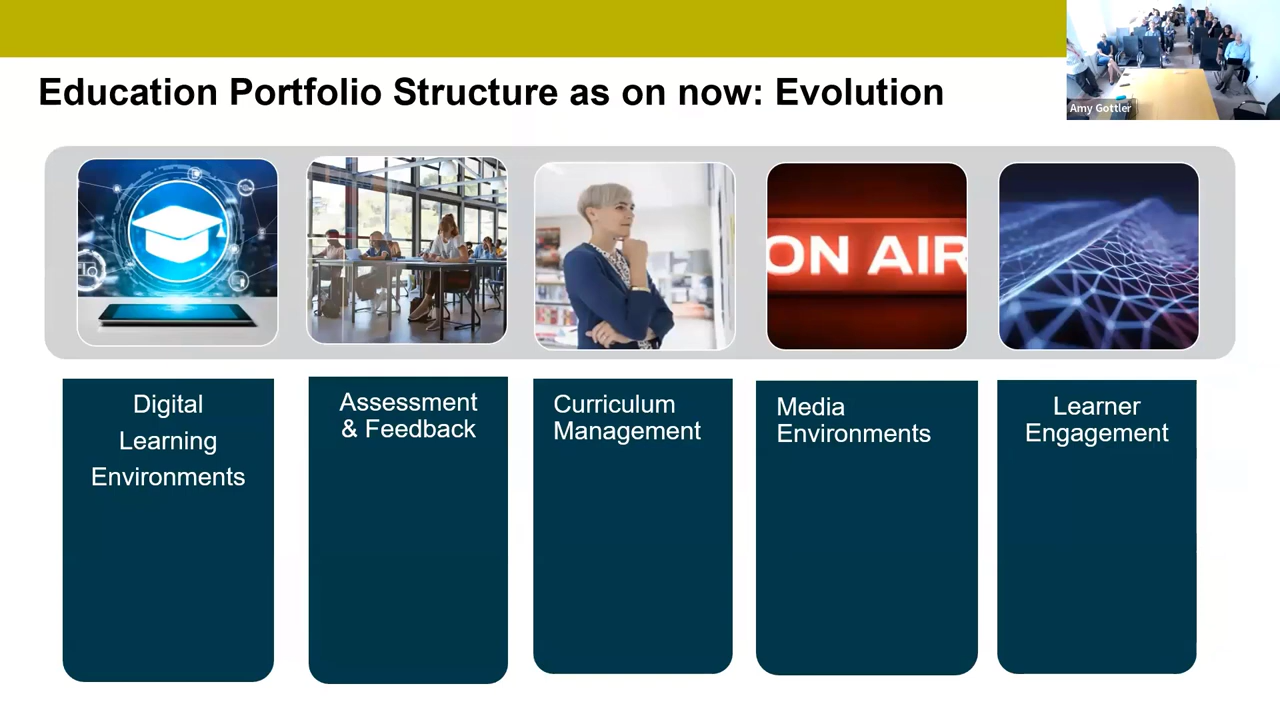 Education Portfolio Structure as on now: Evolution
Amy Gottler
ON AIR
Digital
Learning
Environments
Assessment
& Feedback
Curriculum
Management
Media
Environments
Learner
Engagement